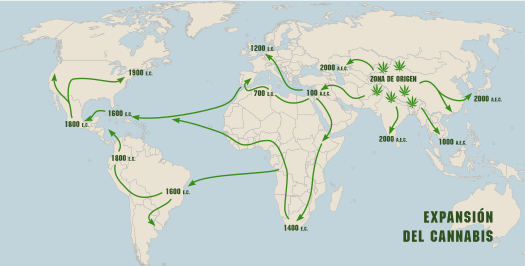 1200 E.C.
1900 E.C.
2000 A.E.C.
ZONA DE ORIGEN
700 E.C.
100 A.E.C.
2000 A.E.C.
1600 E.C.
1800 E.C.
2000 A.E.C.
1000 A.E.C.
1800 E.C.
1600 E.C.
1400 E.C.
EXPANSIÓN
DEL CANNABIS